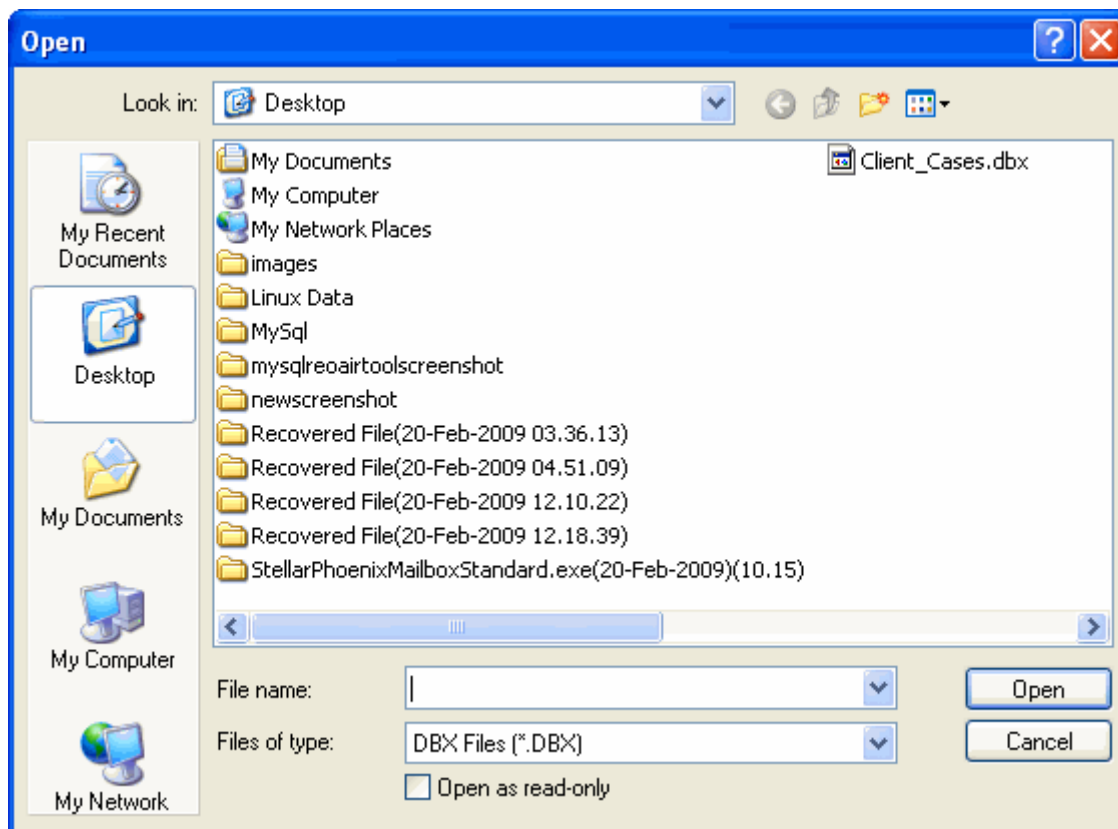 Open
Look in: Desktop
My Recent
Documents
Desktop
My Documents
My Computer
My Network
My Documents
My Computer
My Network Places
images
Linux Data
MySql
mysqlreoairtoolscreenshot
newscreenshot
Recovered File(20-Feb-2009 03.36.13)
Recovered File(20-Feb-2009 04.51.09)
Recovered File(20-Feb-2009 12.10.22)
Recovered File(20-Feb-2009 12.18.39)
StellarPhoenixMailboxStandard.exe(20-Feb-2009)(10.15)
Client_Cases.dbx
File name:
Open
Files of type: DBX Files (*.DBX)
Cancel
Open as read-only